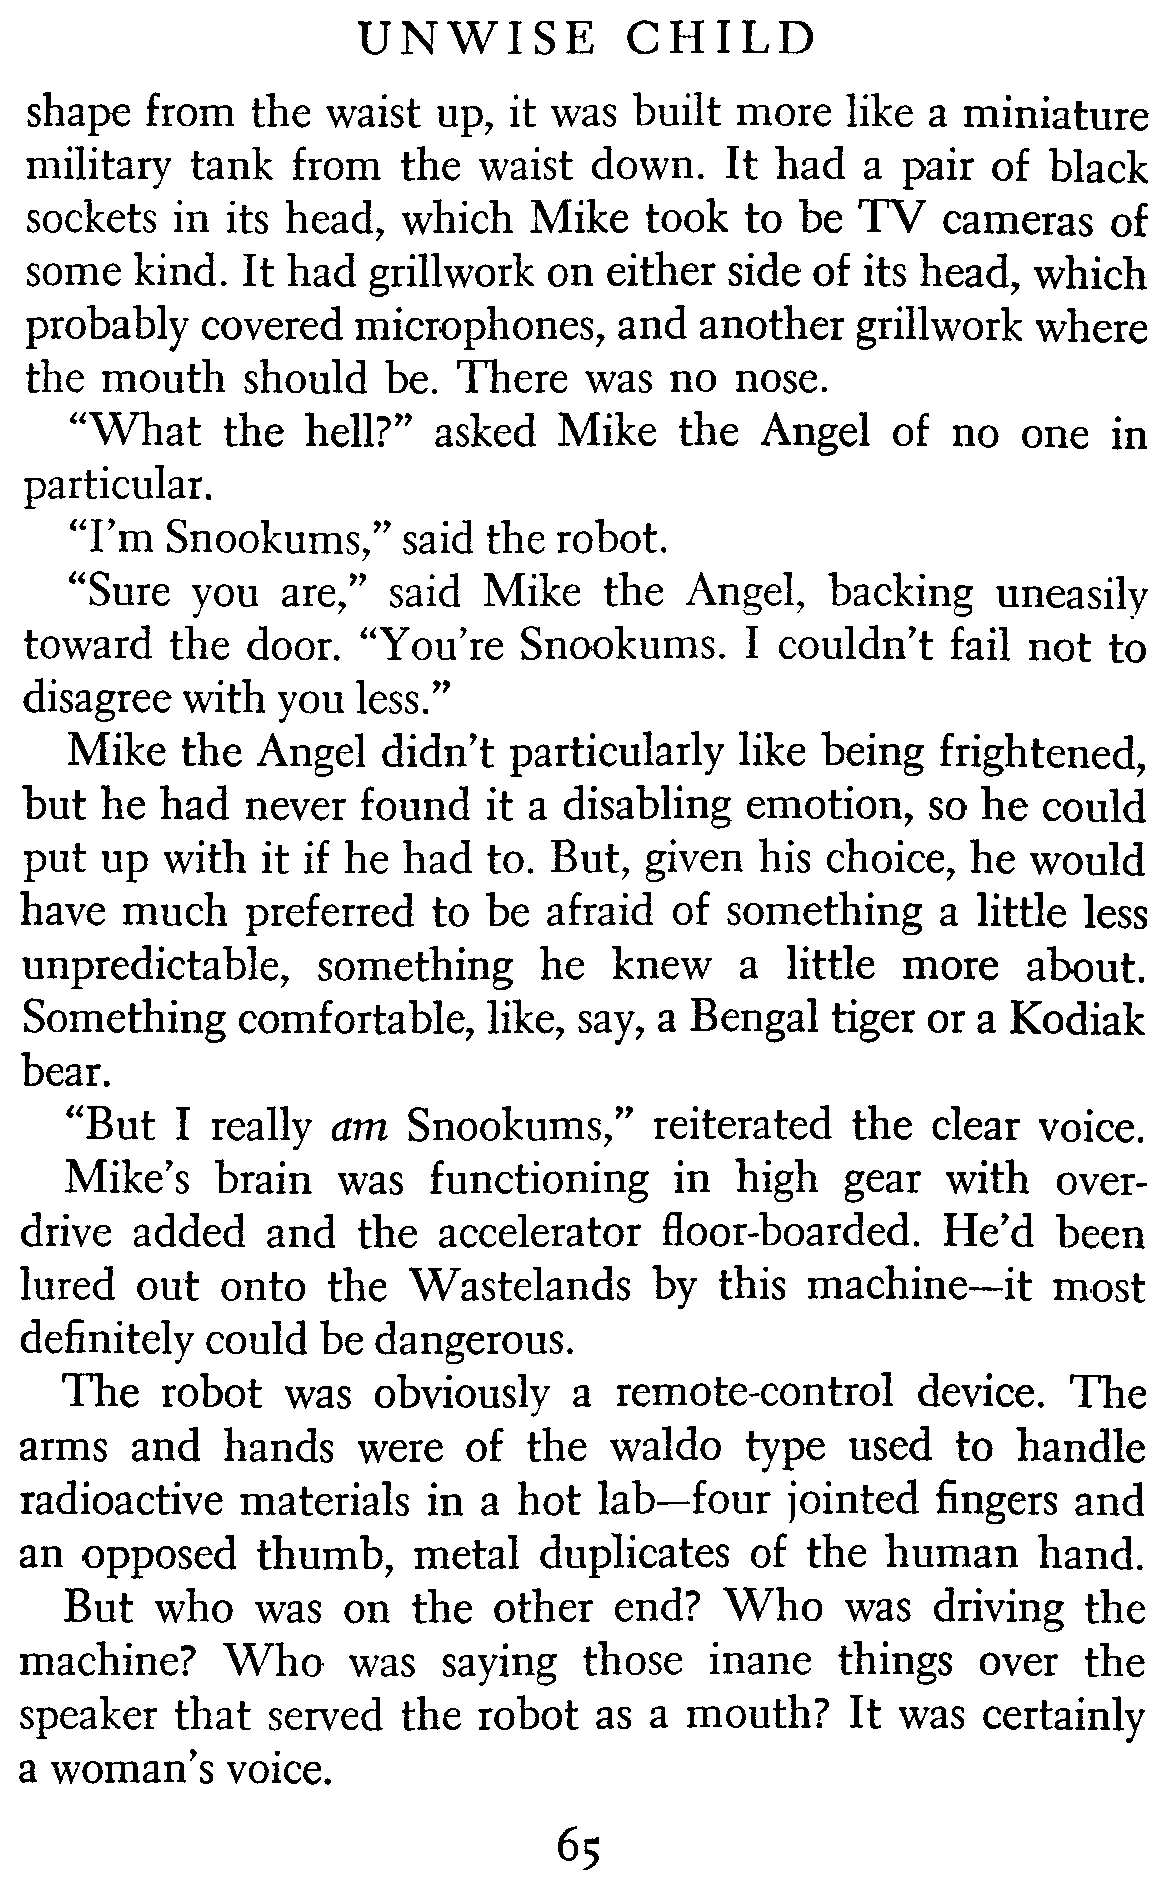 UNWISE CHILD
shape from the waist up, it was built more like a miniature
military tank from the waist down. It had a pair of black
sockets in its head, which Mike took to be TV cameras of
some kind. It had grillwork on either side of its head, which
probably covered microphones, and another grillwork where
the mouth should be. There was no nose.
“What the hell?” asked Mike the Angel of no one in
particular.
“I’m Snookums,” said the robot.
“Sure you are,” said Mike the Angel, backing uneasily
toward the door. “You’re Snookums. I couldn’t fail not to
disagree with you less.”
Mike the Angel didn’t particularly like being frightened,
but he had never found it a disabling emotion, so he could
put up with it if he had to. But, given his choice, he would
have much preferred to be afraid of something a little less
unpredictable, something he knew a little more about.
Something comfortable, like, say, a Bengal tiger or a Kodiak
bear.
“But I really am Snookums,” reiterated the clear voice.
Mike’s brain was functioning in high gear with over-
drive added and the accelerator floor-boarded. He’d been
lured out onto the Wastelands by this machine—it most
definitely could be dangerous.
The robot was obviously a remote-control device. The
arms and hands were of the waldo type used to handle
radioactive materials in a hot lab—four jointed fingers and
an opposed thumb, metal duplicates of the human hand.
But who was on the other end? Who was driving the
machine? Who was saying those inane things over the
speaker that served the robot as a mouth? It was certainly
a woman’s voice.
65